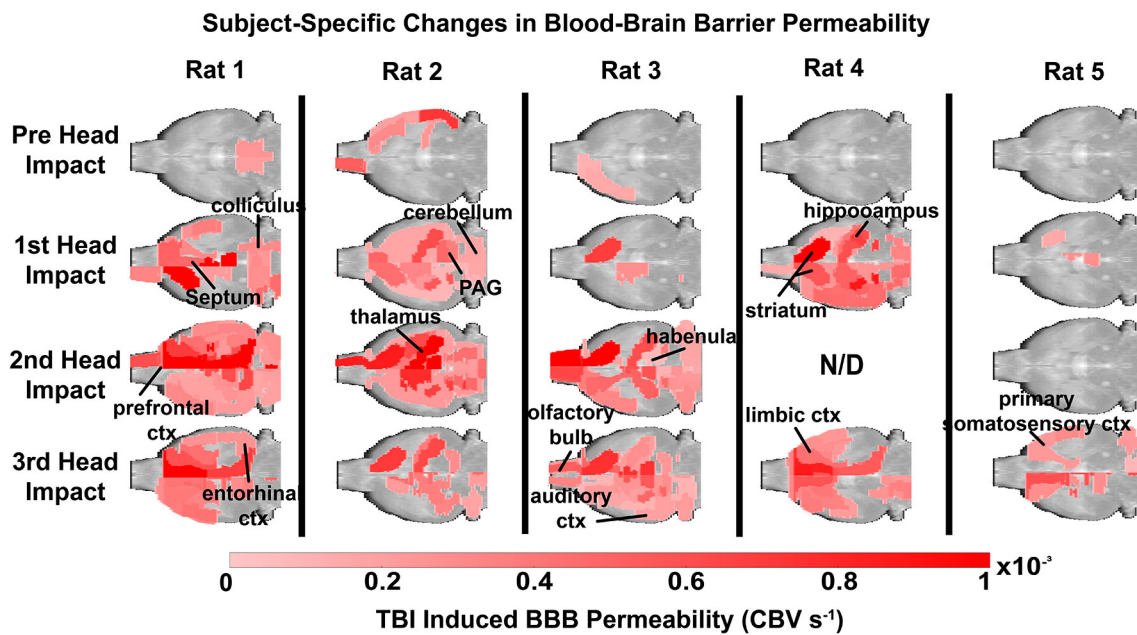 Subject-Specific Changes in Blood-Brain Barrier Permeability
Rat 1
Rat 2
Rat 3
Rat 4
Rat 5
Pre Head
Impact
colliculus
cerebellum
hippooampus
1st Head
Impact
Septum
PAG
striatum
thalamus
habenula
2nd Head
Impact
N/D
prefrontal
ctx
olfactory
bulb
limbic ctx
primary
somatosensory ctx
3rd Head
Impact
entorhinal
ctx
auditory
ctx
0
0.2
0.4
0.6
0.8
1
x10⁻³
TBI Induced BBB Permeability (CBV s⁻¹)